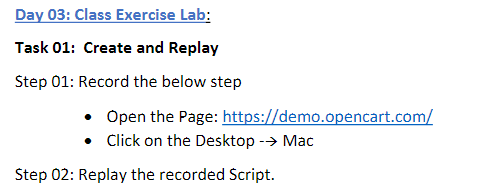 Day 03: Class Exercise Lab:
Task 01:  Create and Replay
Step 01: Record the below step
• Open the Page: https://demo.opencart.com/
• Click on the Desktop --> Mac
Step 02: Replay the recorded Script.